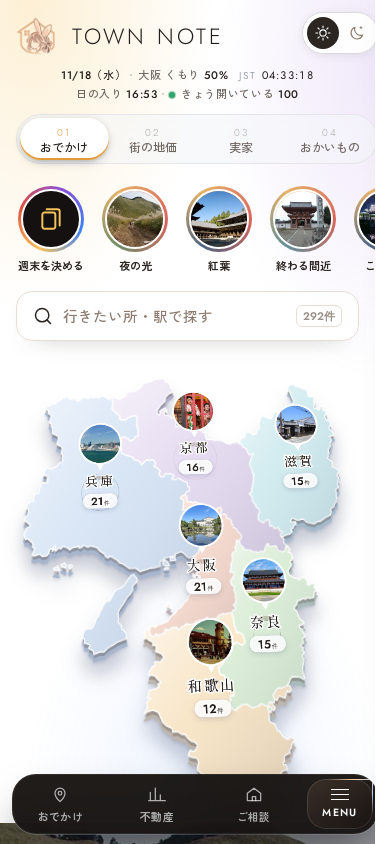 TOWN NOTE
11/18（水）・大阪 くもり 50% JST 04:33:18
日の入り 16:53・きょう開いている 100
01 02 03 04
おでかけ 街の地価 実家 おかいもの
週末を決める 夜の光 紅葉 終わる間近
行きたい所・駅で探す 292件
京都
16件
滋賀
15件
兵庫
21件
大阪
21件
奈良
15件
和歌山
12件
おでかけ 不動産 ご相談 MENU